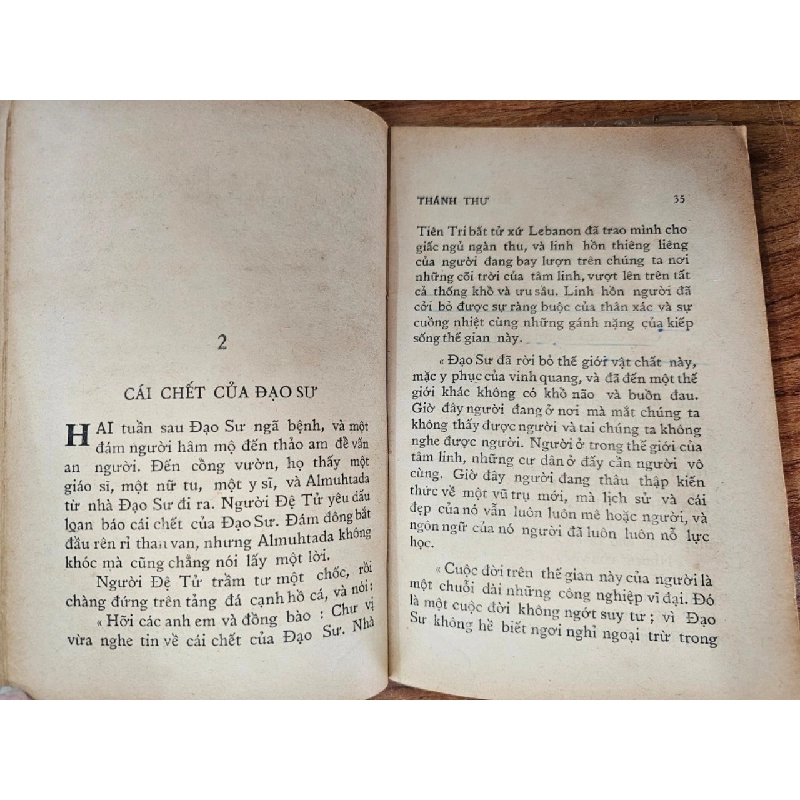 2
CÁI CHẾT CỦA ĐẠO SƯ
HAI tuần sau Đạo Sư ngã bệnh, và một
đám người hâm mộ đến thảo am để vấn
an người. Đến cổng vườn, họ thấy một
giáo sĩ, một nữ tu, một y sĩ, và Almuhtada
từ nhà Đạo Sư đi ra. Người Đệ Tử yêu dấu
loan báo cái chết của Đạo Sư. Đám đông bắt
đầu rên rỉ than van, nhưng Almuhtada không
khóc mà cũng chẳng nói lấy một lời.
Người Đệ Tử trầm tư một chốc, rồi
chàng đứng trên tảng đá cạnh hồ cá, và nói:
« Hỡi các anh em và đồng bào : Chư vị
vừa nghe tin về cái chết của Đạo Sư. Nhà
THÁNH THƯ 35
Tiên Tri bất tử xứ Lebanon đã trao mình cho
giấc ngủ ngàn thu, và linh hồn thiêng liêng
của người đang bay lượn trên chúng ta nơi
những cõi trời của tâm linh, vượt lên trên tất
cả thống khổ và ưu sầu. Linh hồn người đã
cởi bỏ được sự ràng buộc của thân xác và sự
cuồng nhiệt cùng những gánh nặng của kiếp
sống thế gian này.
« Đạo Sư đã rời bỏ thế giới vật chất này,
mặc y phục của vinh quang, và đã đến một thế
giới khác không có khổ não và buồn đau.
Giờ đây người đang ở nơi mà mắt chúng ta
không thấy được người và tai chúng ta không
nghe được người. Người ở trong thế giới của
tâm linh, những cư dân ở đấy cần người vô
cùng. Giờ đây người đang thâu thập kiến
thức về một vũ trụ mới, mà lịch sử và cái
đẹp của nó vẫn luôn luôn mê hoặc người, và
ngôn ngữ của nó người đã luôn luôn nỗ lực
học.
« Cuộc đời trên thế gian này của người là
một chuỗi dài những công nghiệp vĩ đại. Đó
là một cuộc đời không ngớt suy tư ; vì Đạo
Sư không hề biết ngơi nghỉ ngoại trừ trong